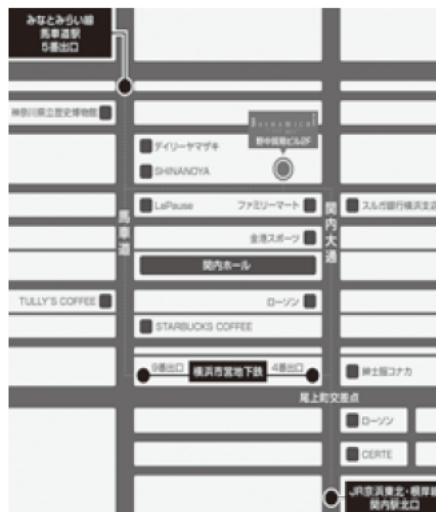 みなとみらい線
馬車道駅
5番出口
神奈川県立歴史博物館
デイリーヤマザキ
SHINANOYA
野中貿易ビル2F
LaPause
ファミリーマート
スルガ銀行横浜支店
馬車道
関内大通
金港スポーツ
関内ホール
TULLY'S COFFEE
ローソン
STARBUCKS COFFEE
9番出口
横浜市営地下鉄
4番出口
紳士服コナカ
尾上町交差点
ローソン
CERTE
JR京浜東北・根岸線
関内駅北口